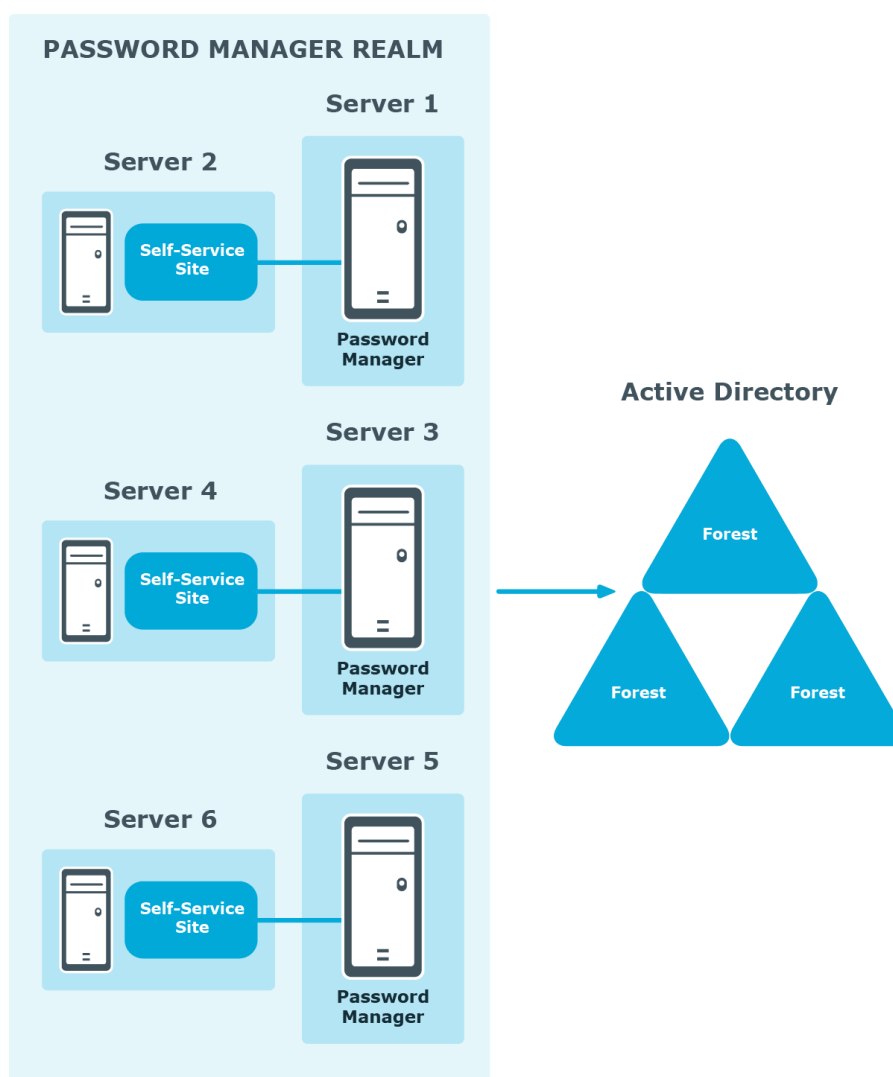 PASSWORD MANAGER REALM
Server 1
Server 2
Self-Service
Site
Password
Manager
Server 3
Server 4
Self-Service
Site
Password
Manager
Server 5
Server 6
Self-Service
Site
Password
Manager
Active Directory
Forest
Forest
Forest